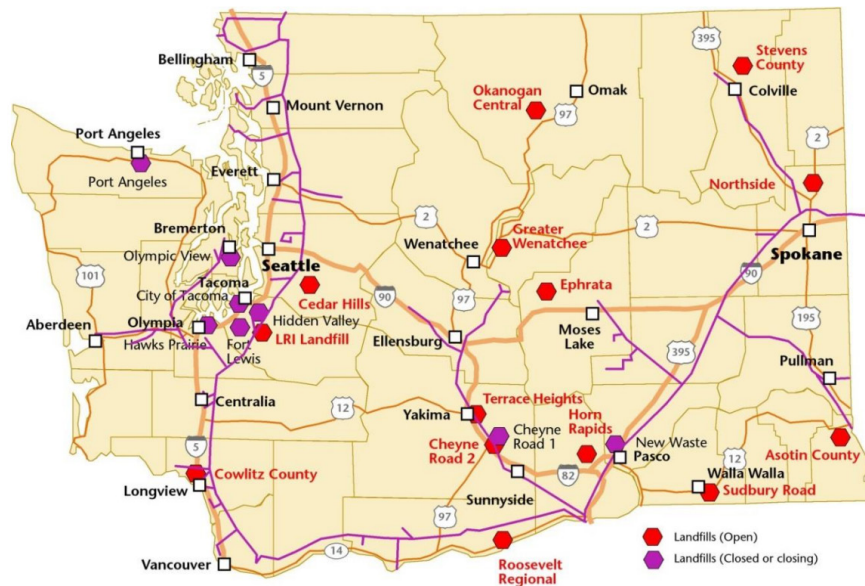 Bellingham
5
Mount Vernon
Port Angeles
Port Angeles
Everett
Bremerton
Olympic View
Seattle
Tacoma
City of Tacoma
Cedar Hills
Olympia
Hidden Valley
Aberdeen
101
Hawks Prairie
Fort
Lewis
LRI Landfill
Centralia
12
5
Cowlitz County
Longview
Vancouver
14
Okanogan
Central
Omak
97
2
Wenatchee
Greater
Wenatchee
2
97
90
Ephrata
Ellensburg
Moses
Lake
Terrace Heights
Yakima
Cheyne
Road 1
Cheyne
Road 2
Horn
Rapids
New Waste
Pasco
82
Sunnyside
97
Roosevelt
Regional
395
Stevens
County
Colville
2
Northside
Spokane
90
195
395
Pullman
Asotin County
12
Walla Walla
Sudbury Road
Landfills (Open)
Landfills (Closed or closing)